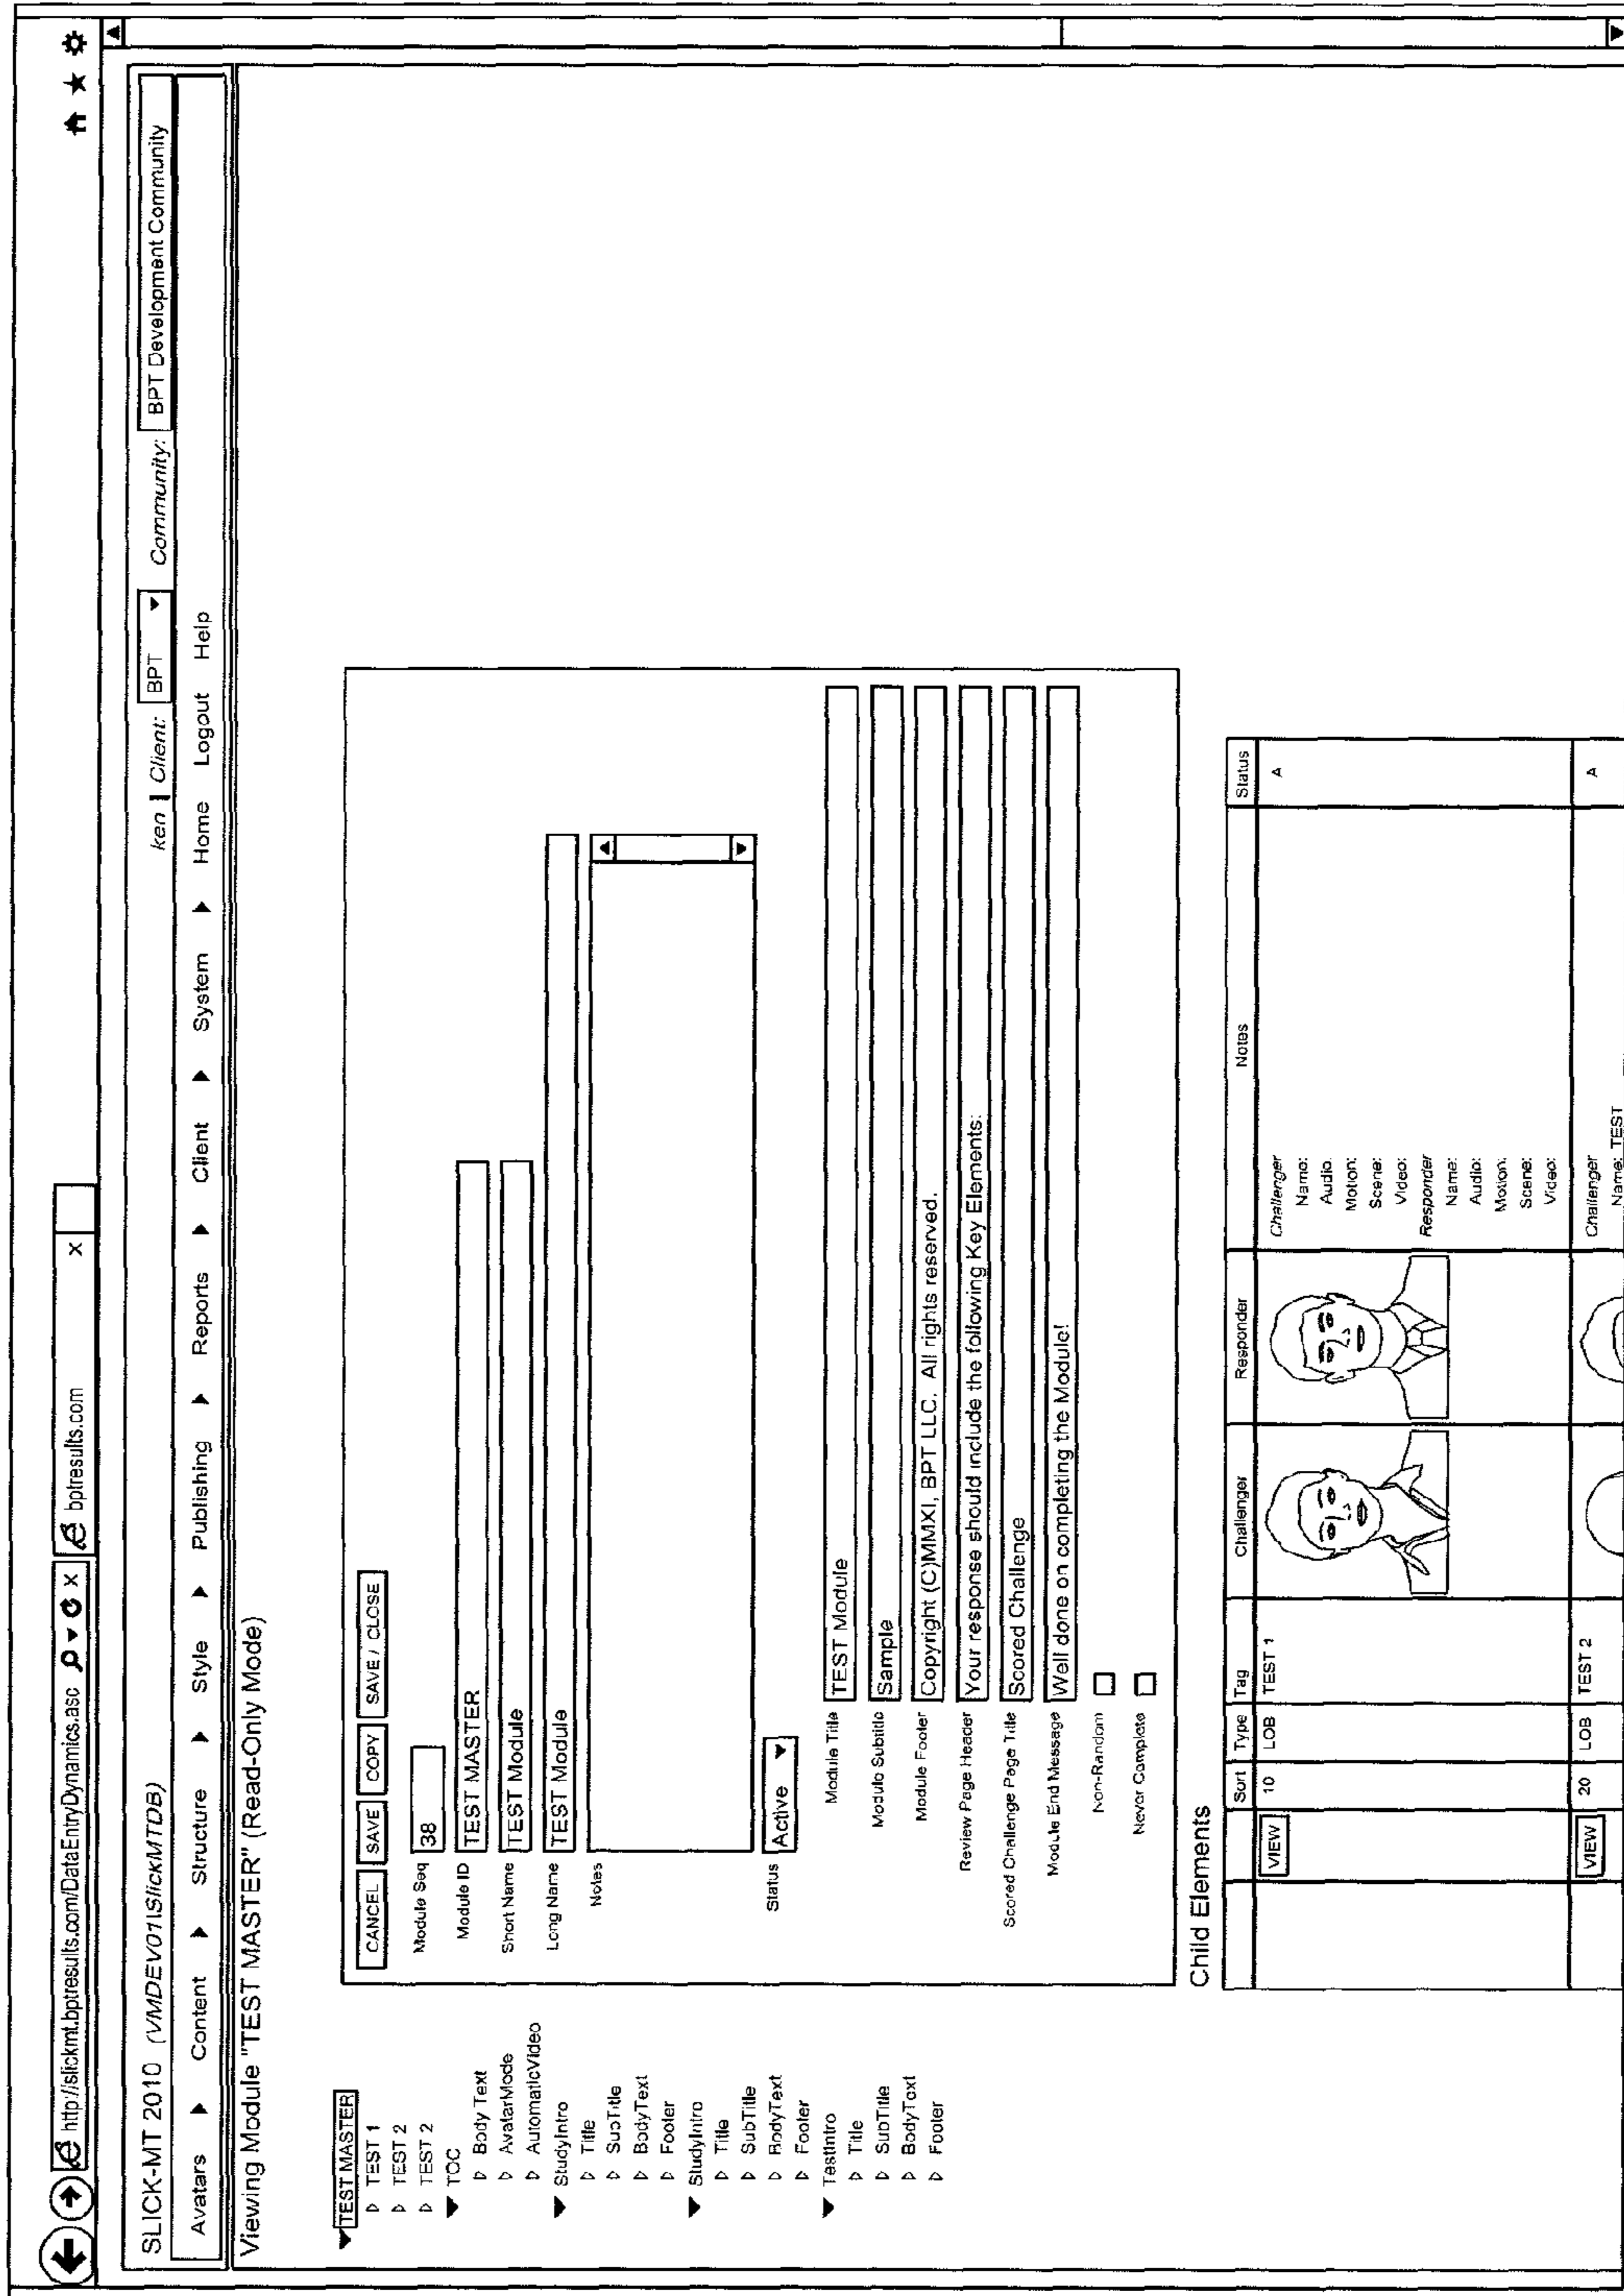 http://slickmt.bptresults.com/DataEntryDynamics.asc x bptresults.com x
SLICK-MT 2010 (VMDEV01\SlickMTDB) ken | Client: BPT Community: BPT Development Community
Avatars Content Structure Style Publishing Reports Client System Home Logout Help
Viewing Module "TEST MASTER" (Read-Only Mode)
TEST MASTER
TEST 1
TEST 2
TEST 2
TOC
Body Text
AvatarMode
AutomaticVideo
StudyIntro
Title
SubTitle
BodyText
Footer
StudyIntro
Title
SubTitle
BodyText
Footer
TestIntro
Title
SubTitle
BodyText
Footer
CANCEL SAVE COPY SAVE / CLOSE
Module Seq 38
Module ID TEST MASTER
Short Name TEST Module
Long Name TEST Module
Notes
Status Active
Module Title TEST Module
Module Subtitle Sample
Module Footer Copyright (C)MMXI, BPT LLC. All rights reserved.
Review Page Header Your response should include the following Key Elements:
Scored Challenge Page Title Scored Challenge
Module End Message Well done on completing the Module!
Non-Random
Never Complete
Child Elements
Sort Type Tag Challenger Responder Notes Status
VIEW 10 LOB TEST 1 A
Challenger
Name:
Audio:
Motion:
Scene:
Video:
Responder
Name:
Audio:
Motion:
Scene:
Video:
VIEW 20 LOB TEST 2 A
Challenger
Name: TEST